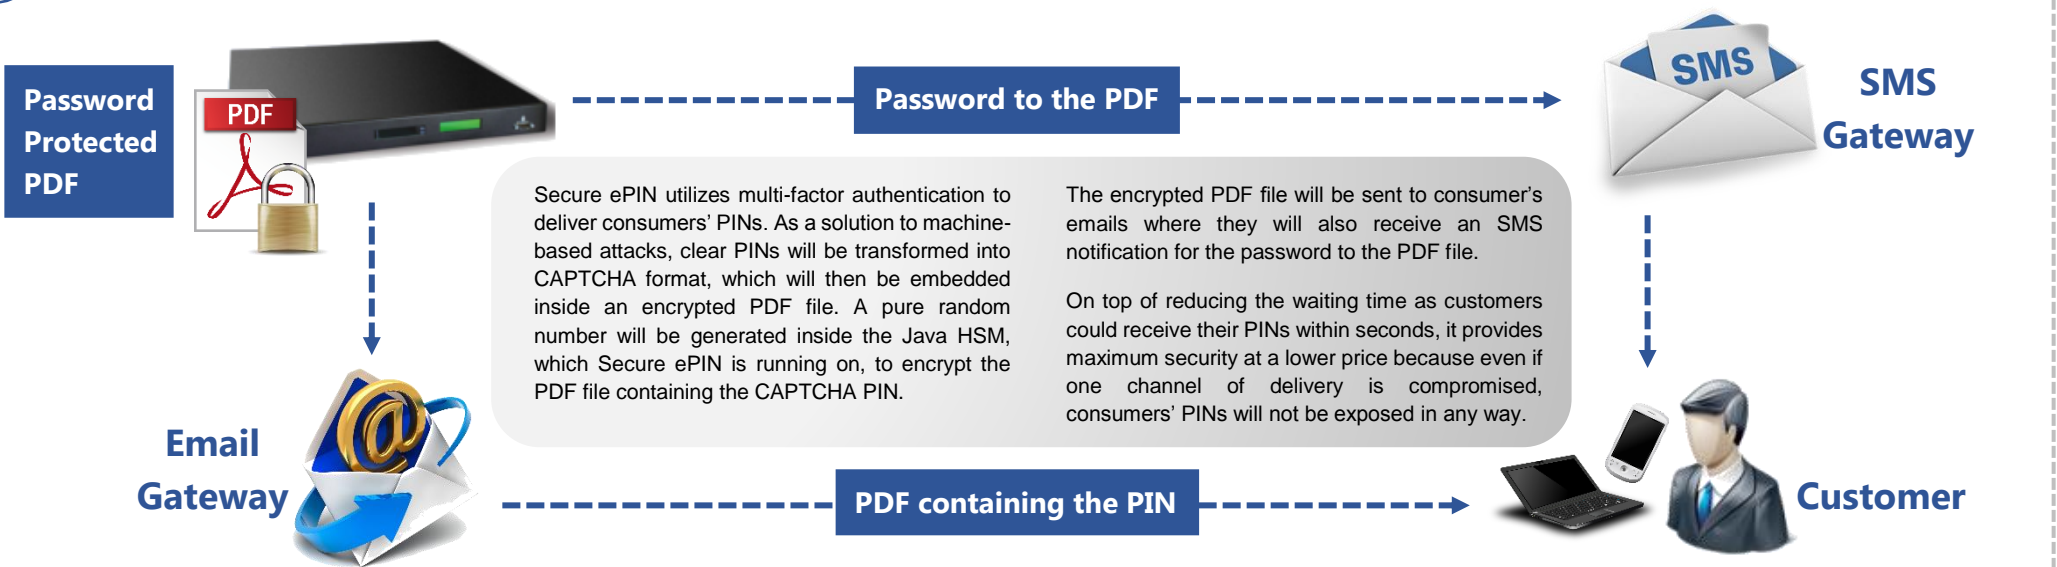 Password
Protected
PDF
PDF
Password to the PDF
SMS
SMS
Gateway
Secure ePIN utilizes multi-factor authentication to
deliver consumers’ PINs. As a solution to machine-
based attacks, clear PINs will be transformed into
CAPTCHA format, which will then be embedded
inside an encrypted PDF file. A pure random
number will be generated inside the Java HSM,
which Secure ePIN is running on, to encrypt the
PDF file containing the CAPTCHA PIN.
The encrypted PDF file will be sent to consumer’s
emails where they will also receive an SMS
notification for the password to the PDF file.
On top of reducing the waiting time as customers
could receive their PINs within seconds, it provides
maximum security at a lower price because even if
one channel of delivery is compromised,
consumers’ PINs will not be exposed in any way.
Email
Gateway
@
PDF containing the PIN
Customer